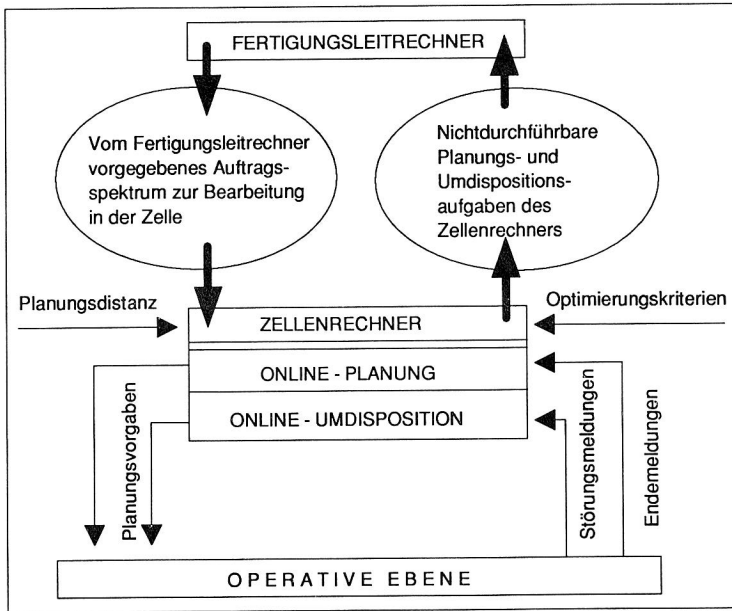 FERTIGUNGSLEITRECHNER
Vom Fertigungsleitrechner
vorgegebenes Auftrags-
spektrum zur Bearbeitung
in der Zelle
Nichtdurchführbare
Planungs- und
Umdispositions-
aufgaben des
Zellenrechners
Planungsdistanz
Optimierungskriterien
ZELLENRECHNER
ONLINE - PLANUNG
ONLINE - UMDISPOSITION
Planungsvorgaben
Störungsmeldungen
Endemeldungen
OPERATIVE EBENE